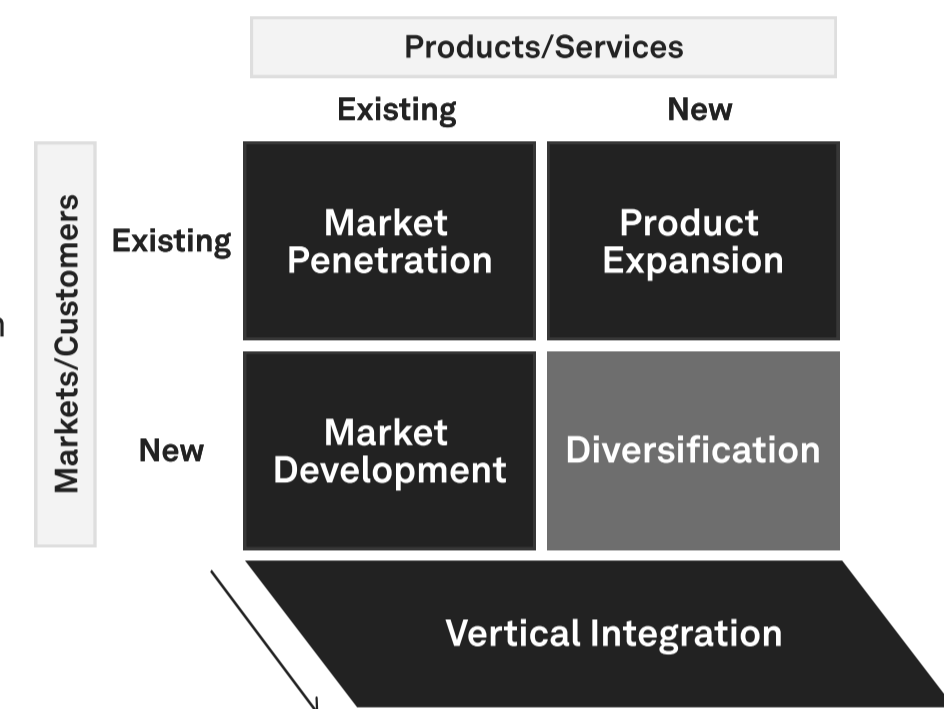 Products/Services
Existing
New
Markets/Customers
Existing
Market
Penetration
Product
Expansion
New
Market
Development
Diversification
Vertical Integration